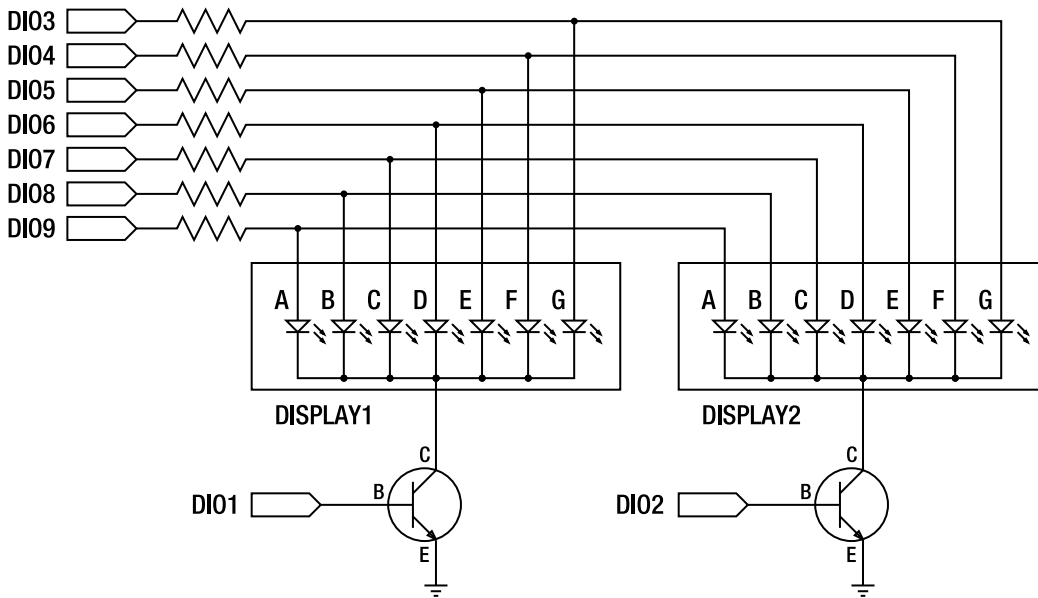 DIO3
DIO4
DIO5
DIO6
DIO7
DIO8
DIO9
A B C D E F G
A B C D E F G
DISPLAY1
DISPLAY2
C
C
DIO1
B
DIO2
B
E
E